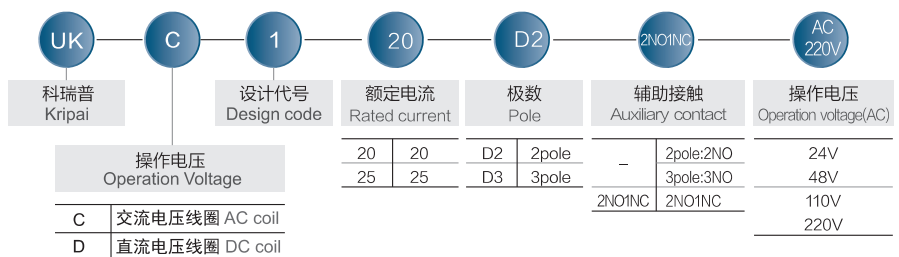 UK C 1 20 D2 2NO1NC AC 220V
科瑞普
Kripai
操作电压
Operation Voltage
C 交流电压线圈 AC coil
D 直流电压线圈 DC coil
设计代号
Design code
额定电流
Rated current
20 20
25 25
极数
Pole
D2 2pole
D3 3pole
辅助接触
Auxiliary contact
– 2pole:2NO
3pole:3NO
2NO1NC 2NO1NC
操作电压
Operation voltage(AC)
24V
48V
110V
220V